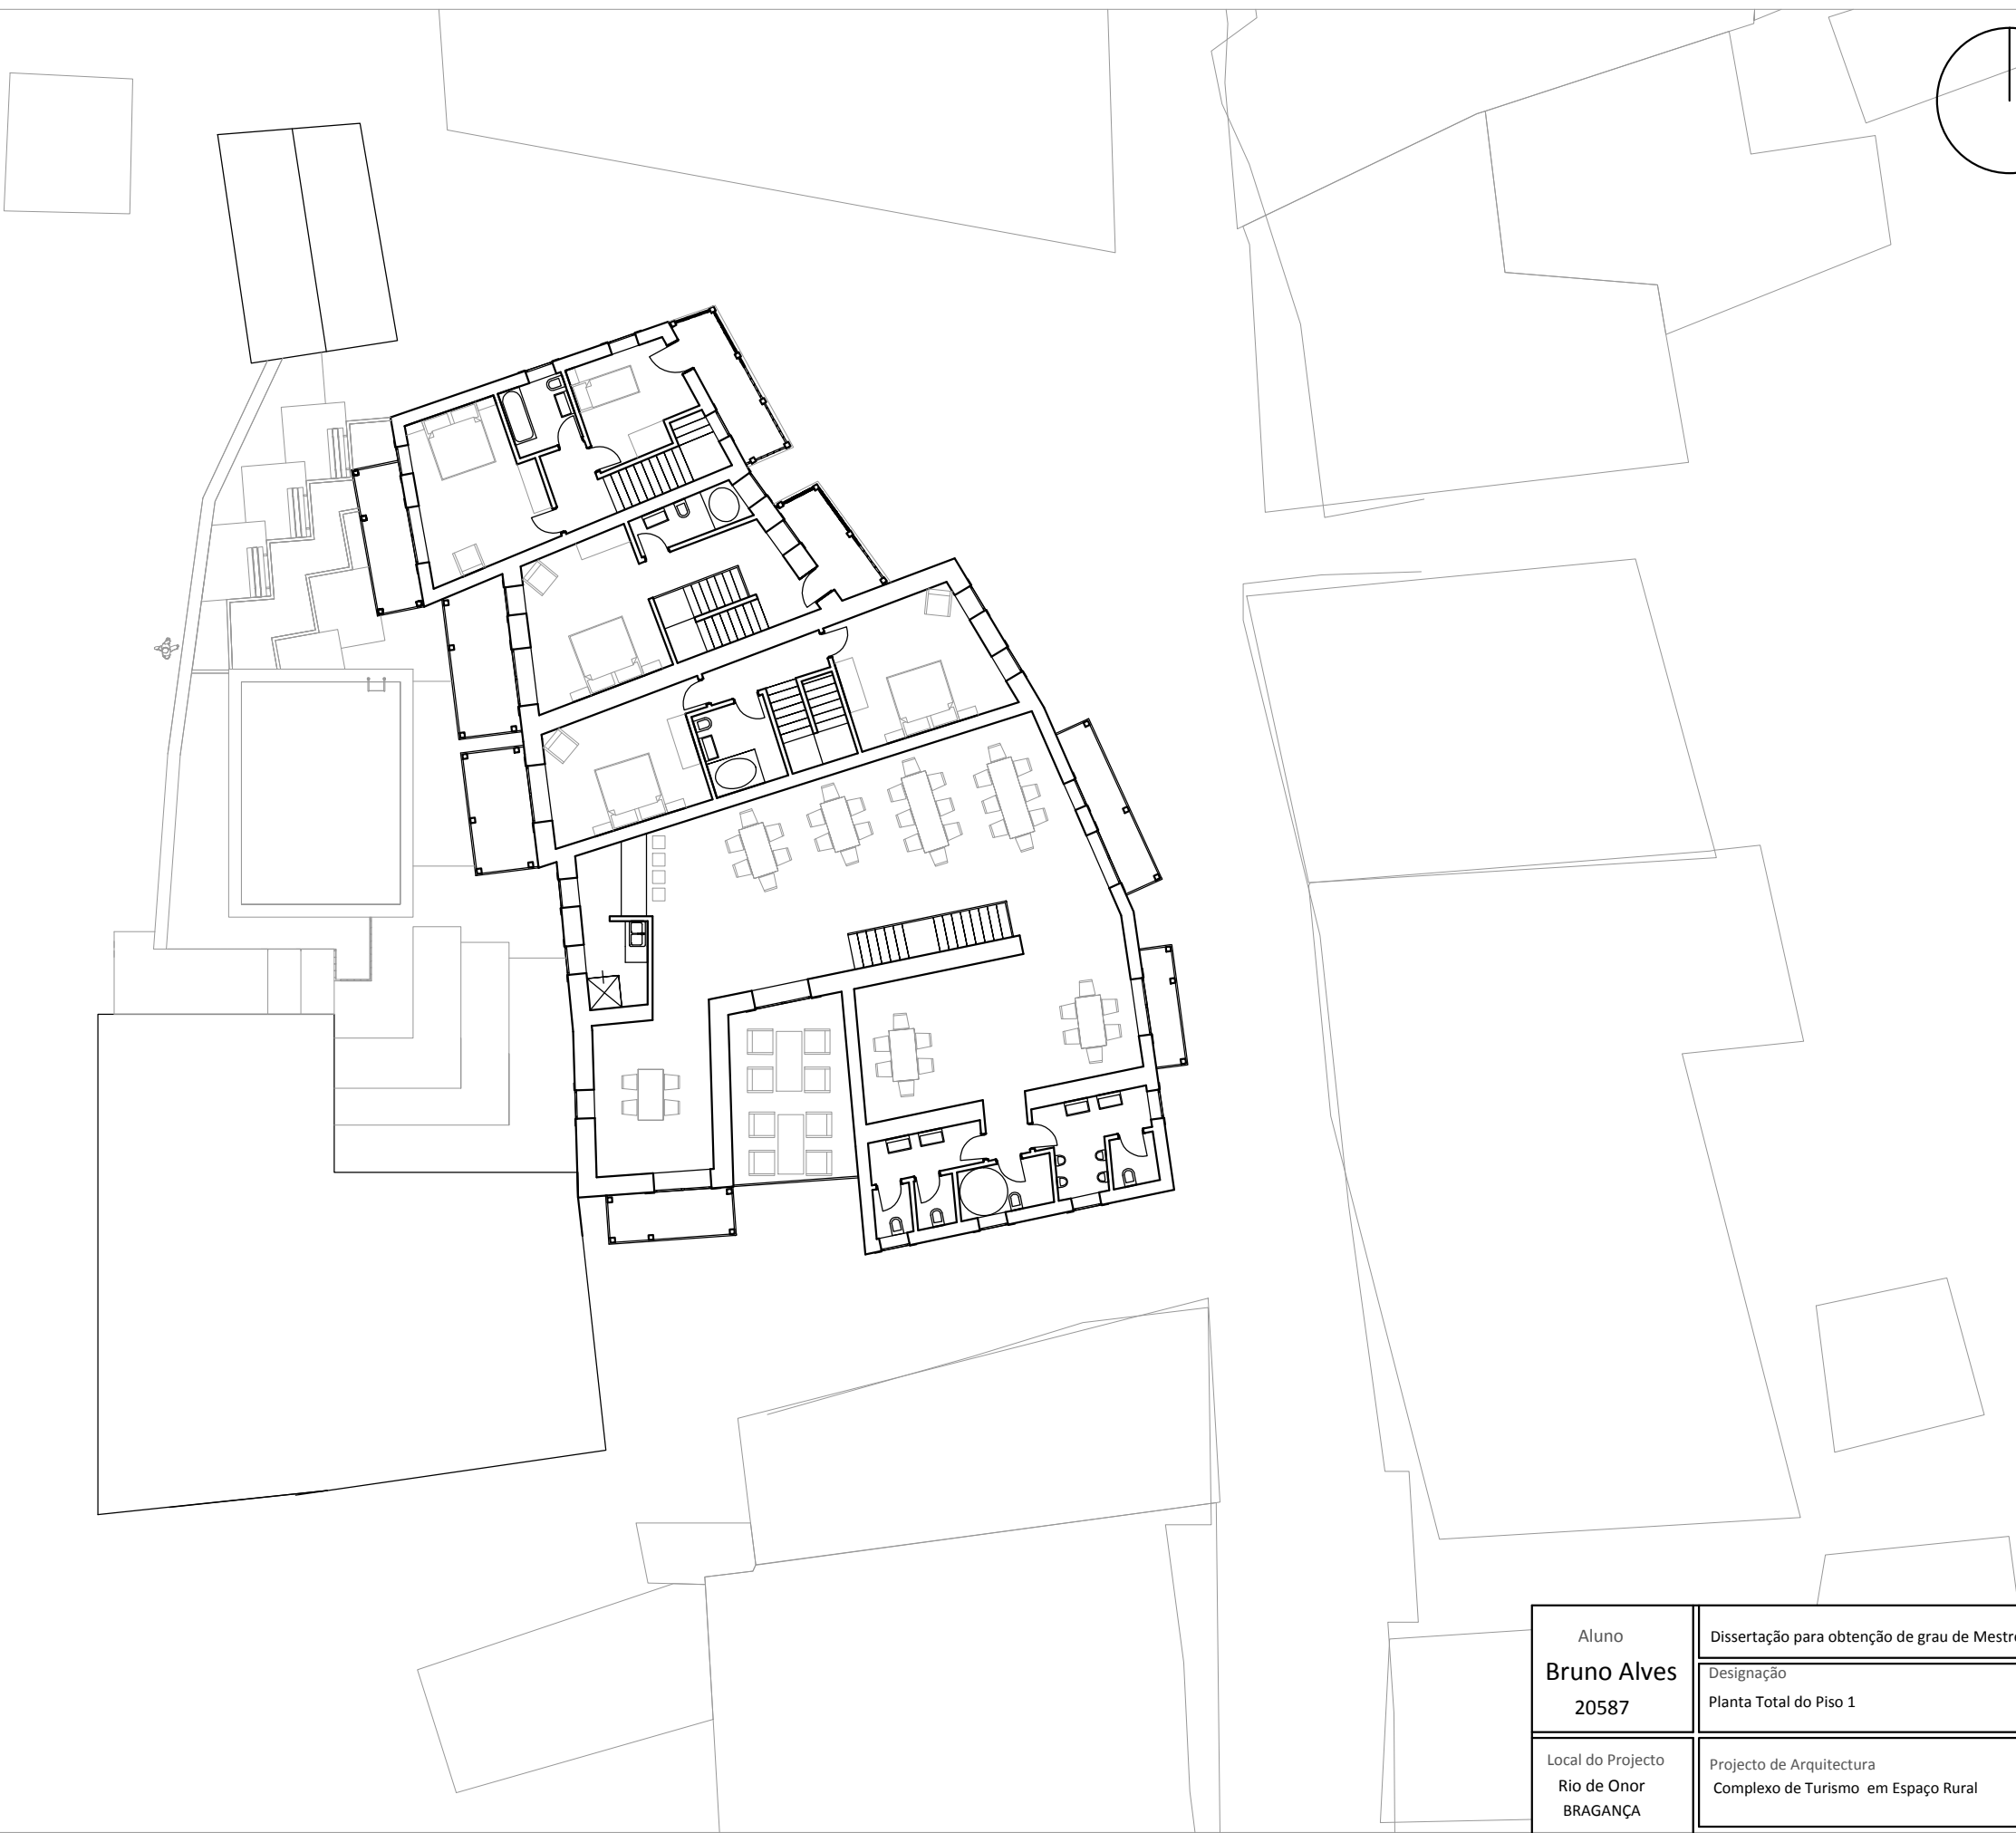 Aluno
Bruno Alves
20587
Dissertação para obtenção de grau de Mestre
Designação
Planta Total do Piso 1
Local do Projecto
Rio de Onor
BRAGANÇA
Projecto de Arquitectura
Complexo de Turismo em Espaço Rural